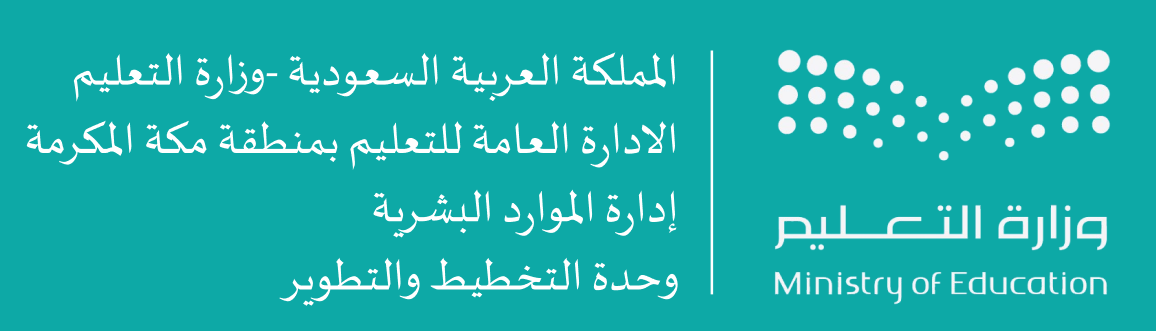 المملكة العربية السعودية -وزارة التعليم
الادارة العامة للتعليم بمنطقة مكة المكرمة
إدارة الموارد البشرية
وحدة التخطيط والتطوير
وزارة التعـــليم
Ministry of Education